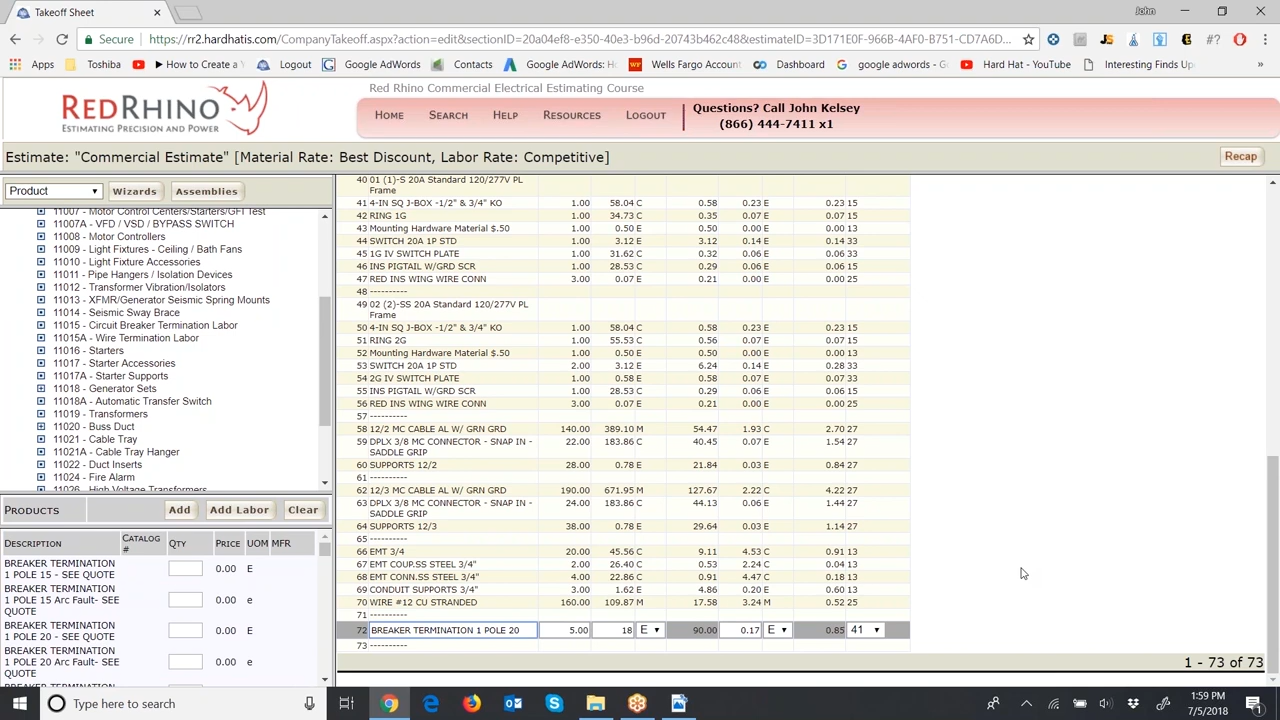 Takeoff Sheet
John
Secure https://rr2.hardhatis.com/CompanyTakeoff.aspx?action=edit&sectionID=20a04ef8-e350-40e3-b96d-20743b462c48&estimateID=3D171E0F-966B-4AF0-B751-CD7A6D...
Apps Toshiba How to Create a Logout Google AdWords Contexts Google AdWords: Ho Wells Fargo Account Dashboard google adwords - G Hard Hat - YouTube Interesting Finds Up
REDRHINO
ESTIMATING PRECISION AND POWER
Red Rhino Commercial Electrical Estimating Course
HOME SEARCH HELP RESOURCES LOGOUT
Questions? Call John Kelsey
(866) 444-7411 x1
Estimate: "Commercial Estimate" [Material Rate: Best Discount, Labor Rate: Competitive]
Recap
Product Wizards Assemblies
11007 - Motor Control Centers/Starters/GFI Test
11007A - VFD / VSD / BYPASS SWITCH
11008 - Motor Controllers
11009 - Light Fixtures - Ceiling / Bath Fans
11010 - Light Fixture Accessories
11011 - Pipe Hangers / Isolation Devices
11012 - Transformer Vibration/Isolators
11013 - XFMR/Generator Seismic Spring Mounts
11014 - Seismic Sway Brace
11015 - Circuit Breaker Termination Labor
11015A - Wire Termination Labor
11016 - Starters
11017 - Starter Accessories
11017A - Starter Supports
11018 - Generator Sets
11018A - Automatic Transfer Switch
11019 - Transformers
11020 - Buss Duct
11021 - Cable Tray
11021A - Cable Tray Hanger
11022 - Duct Inserts
11024 - Fire Alarm
11026 - High Voltage Transformers
PRODUCTS Add Add Labor Clear
DESCRIPTION CATALOG # QTY PRICE UOM MFR
BREAKER TERMINATION
1 POLE 15 - SEE QUOTE 0.00 E
BREAKER TERMINATION
1 POLE 15 Arc Fault- SEE
QUOTE 0.00 e
BREAKER TERMINATION
1 POLE 20 - SEE QUOTE 0.00 E
BREAKER TERMINATION
1 POLE 20 Arc Fault- SEE
QUOTE 0.00 e
BREAKER TERMINATION
40 01 (1)-S 20A Standard 120/277V PL
Frame
41 4-IN SQ J-BOX -1/2" & 3/4" KO 1.00 58.04 C 0.58 0.23 E 0.23 15
42 RING 1G 1.00 34.73 C 0.35 0.07 E 0.07 15
43 Mounting Hardware Material $.50 1.00 0.50 E 0.50 0.00 E 0.00 13
44 SWITCH 20A 1P STD 1.00 3.12 E 3.12 0.14 E 0.14 33
45 1G IV SWITCH PLATE 1.00 31.62 C 0.32 0.06 E 0.06 33
46 INS PIGTAIL W/GRD SCR 1.00 28.53 C 0.29 0.06 E 0.06 15
47 RED INS WING WIRE CONN 3.00 0.07 E 0.21 0.00 E 0.00 25
48 ----------
49 02 (2)-SS 20A Standard 120/277V PL
Frame
50 4-IN SQ J-BOX -1/2" & 3/4" KO 1.00 58.04 C 0.58 0.23 E 0.23 15
51 RING 2G 1.00 55.53 C 0.56 0.07 E 0.07 15
52 Mounting Hardware Material $.50 1.00 0.50 E 0.50 0.00 E 0.00 13
53 SWITCH 20A 1P STD 2.00 3.12 E 6.24 0.14 E 0.28 33
54 2G IV SWITCH PLATE 1.00 0.58 E 0.58 0.07 E 0.07 33
55 INS PIGTAIL W/GRD SCR 1.00 28.53 C 0.29 0.06 E 0.06 15
56 RED INS WING WIRE CONN 3.00 0.07 E 0.21 0.00 E 0.00 25
57 ----------
58 12/2 MC CABLE AL W/ GRN GRD 140.00 389.10 M 54.47 1.93 C 2.70 27
59 DPLX 3/8 MC CONNECTOR - SNAP IN -
SADDLE GRIP 22.00 183.86 C 40.45 0.07 E 1.54 27
60 SUPPORTS 12/2 28.00 0.78 E 21.84 0.03 E 0.84 27
61 ----------
62 12/3 MC CABLE AL W/ GRN GRD 190.00 671.95 M 127.67 2.22 C 4.22 27
63 DPLX 3/8 MC CONNECTOR - SNAP IN -
SADDLE GRIP 24.00 183.86 C 44.13 0.06 E 1.44 27
64 SUPPORTS 12/3 38.00 0.78 E 29.64 0.03 E 1.14 27
65 ----------
66 EMT 3/4 20.00 45.56 C 9.11 4.53 C 0.91 13
67 EMT COUP.SS STEEL 3/4" 2.00 26.40 C 0.53 2.24 C 0.04 13
68 EMT CONN.SS STEEL 3/4" 4.00 22.86 C 0.91 4.47 C 0.18 13
69 CONDUIT SUPPORTS 3/4" 3.00 1.62 E 4.86 0.20 E 0.60 13
70 WIRE #12 CU STRANDED 160.00 109.87 M 17.58 3.24 M 0.52 25
71 ----------
72 BREAKER TERMINATION 1 POLE 20 5.00 18 E 90.00 0.17 E 0.85 41
73 ----------
1 - 73 of 73
Type here to search
1:59 PM
7/5/2018